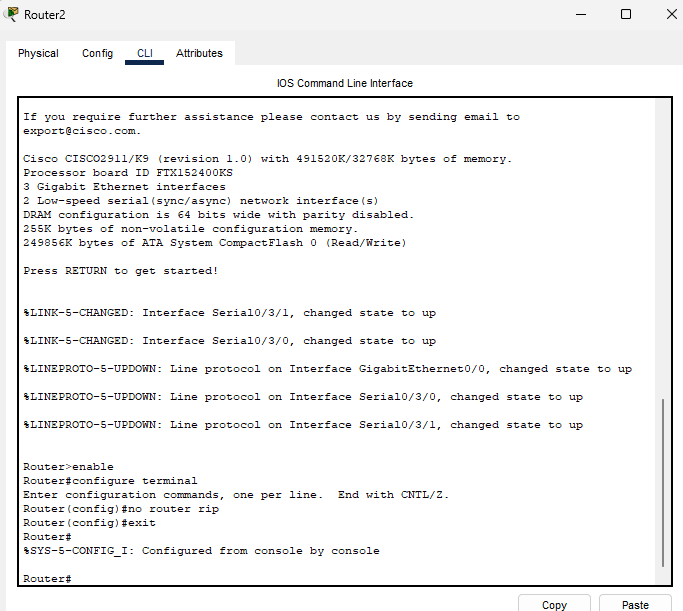 Router2
Physical Config CLI Attributes
IOS Command Line Interface
If you require further assistance please contact us by sending email to
export@cisco.com.
Cisco CISCO2911/K9 (revision 1.0) with 491520K/32768K bytes of memory.
Processor board ID FTX152400KS
3 Gigabit Ethernet interfaces
2 Low-speed serial(sync/async) network interface(s)
DRAM configuration is 64 bits wide with parity disabled.
255K bytes of non-volatile configuration memory.
249856K bytes of ATA System CompactFlash 0 (Read/Write)
Press RETURN to get started!
%LINK-5-CHANGED: Interface Serial0/3/1, changed state to up
%LINK-5-CHANGED: Interface Serial0/3/0, changed state to up
%LINEPROTO-5-UPDOWN: Line protocol on Interface GigabitEthernet0/0, changed state to up
%LINEPROTO-5-UPDOWN: Line protocol on Interface Serial0/3/0, changed state to up
%LINEPROTO-5-UPDOWN: Line protocol on Interface Serial0/3/1, changed state to up
Router>enable
Router#configure terminal
Enter configuration commands, one per line.  End with CNTL/Z.
Router(config)#no router rip
Router(config)#exit
Router#
%SYS-5-CONFIG_I: Configured from console by console
Router#
Copy Paste